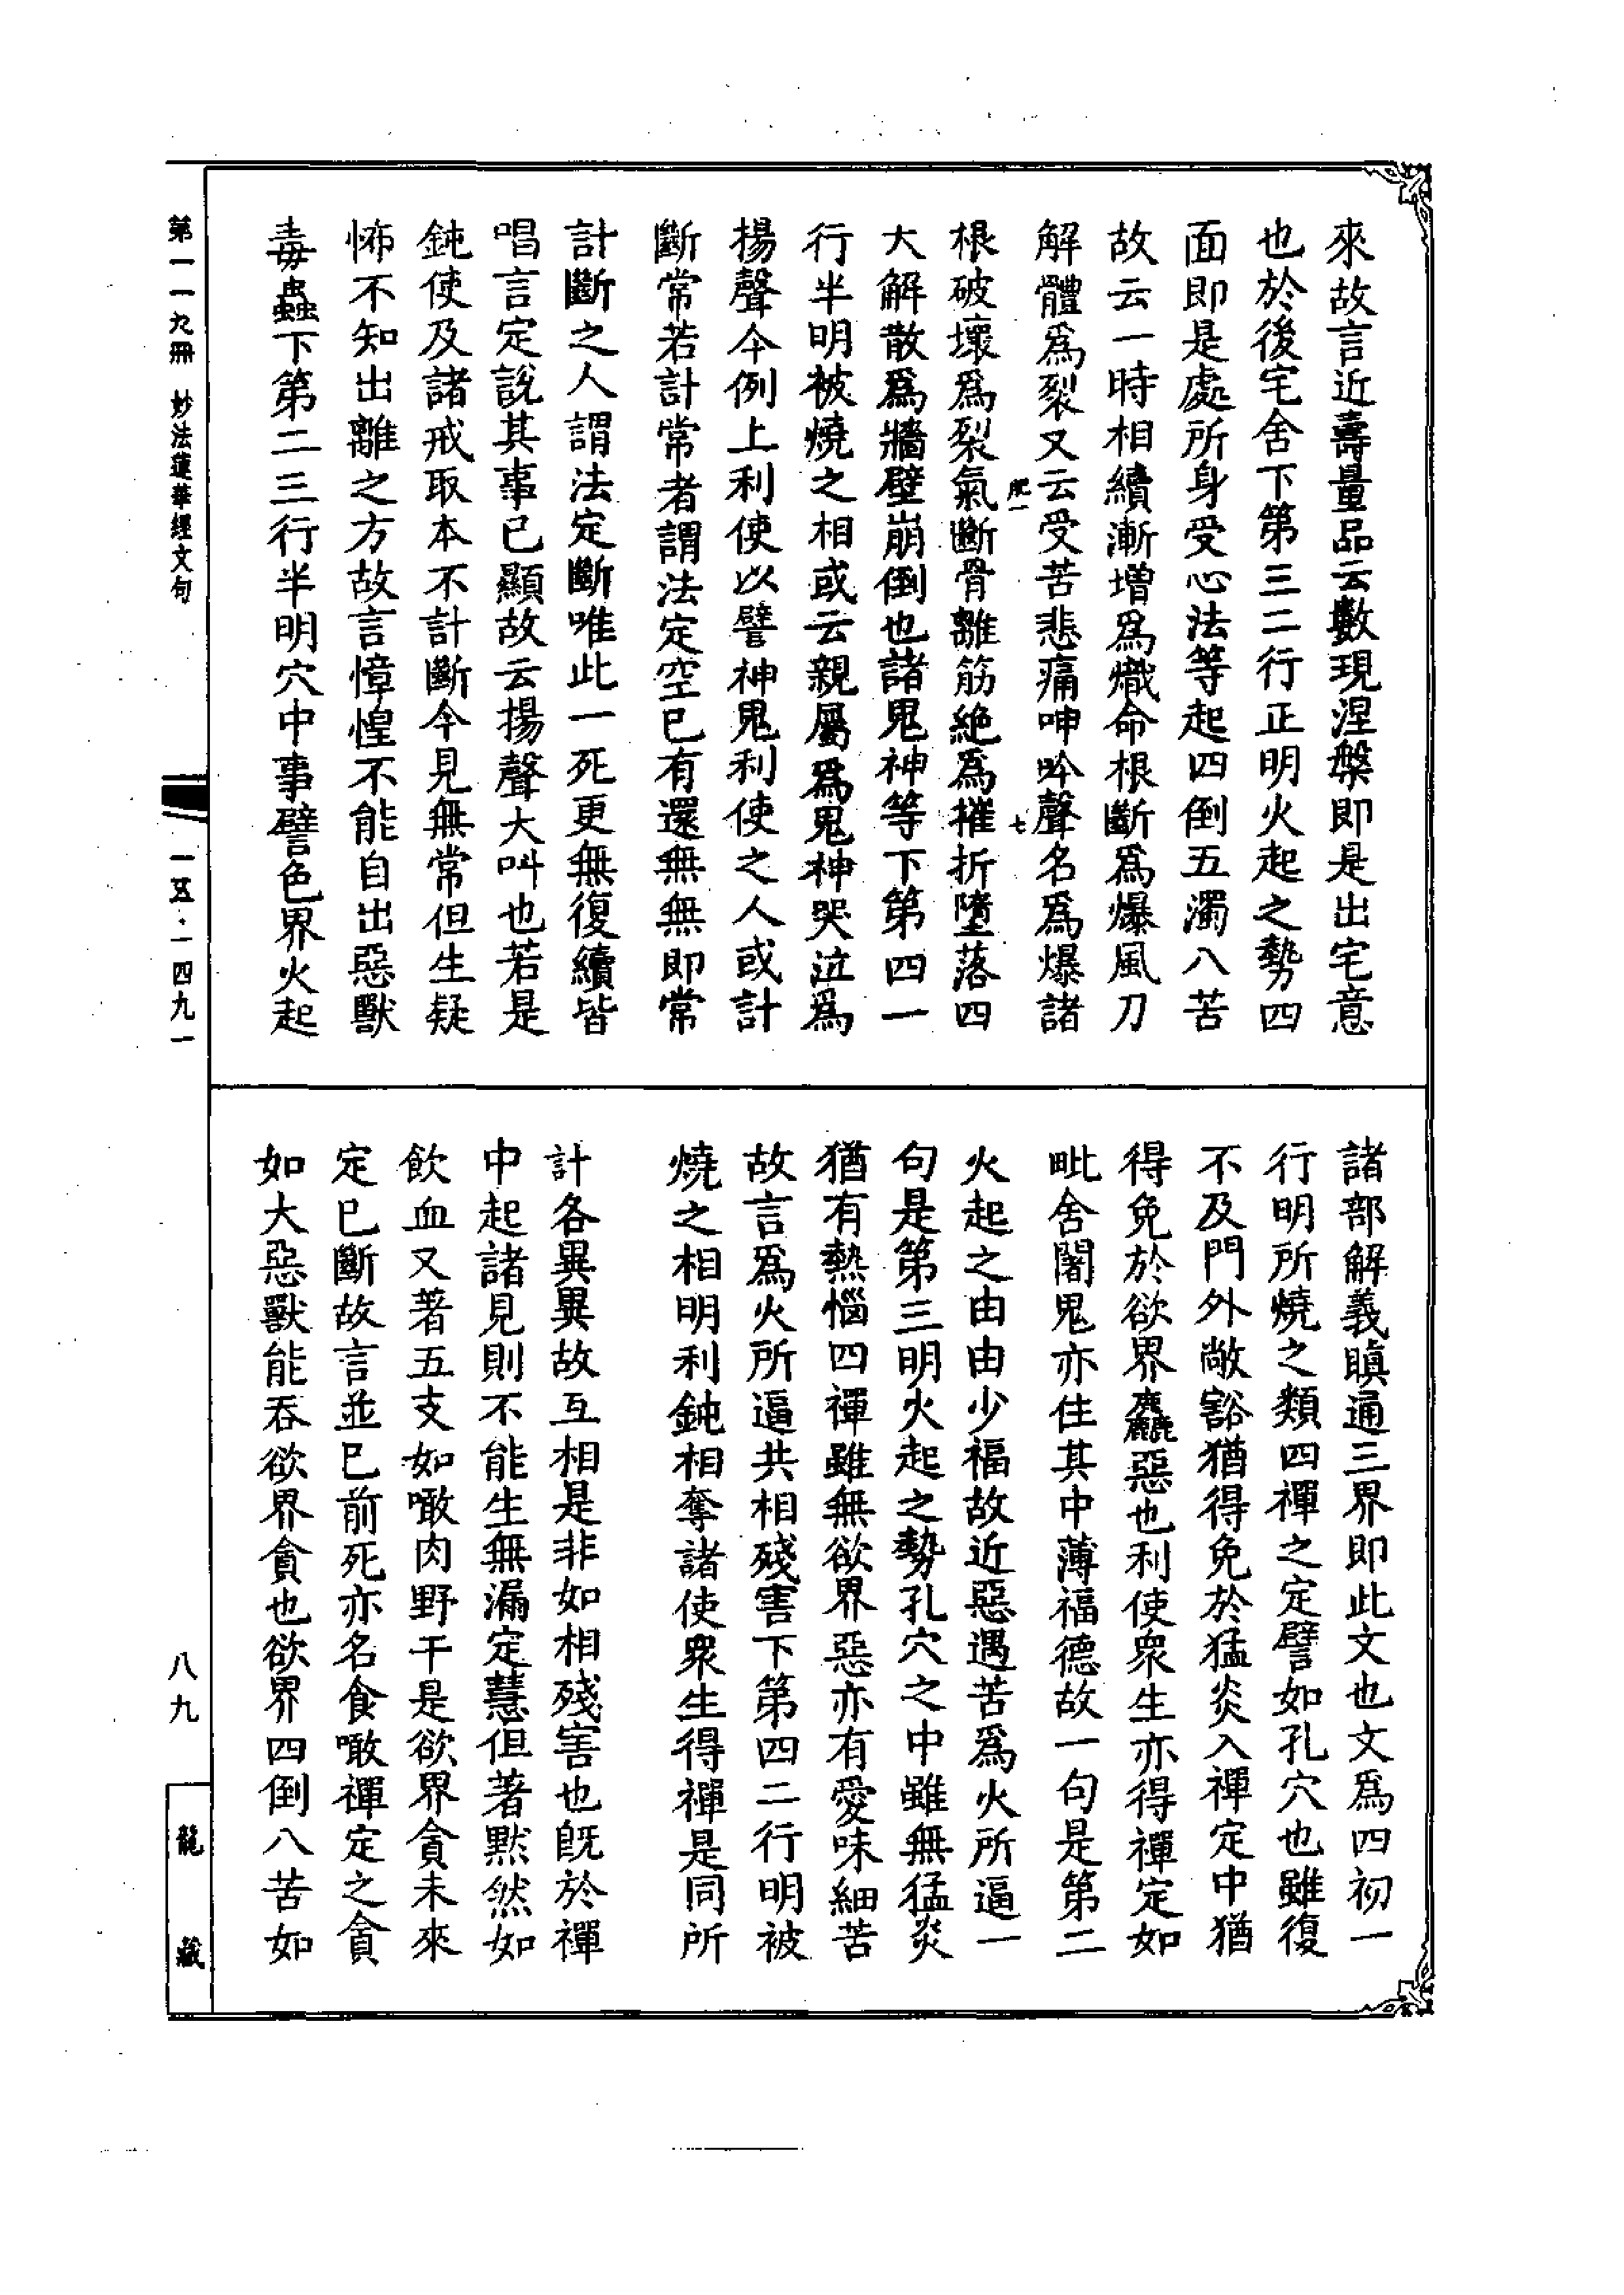 來故言近壽量品云數現涅槃即是出宅意
也於後宅舍下第三二行正明火起之勢四
面即是處所身受心法等起四倒五濁八苦
故云一時相續漸增爲熾命根斷爲爆風刀
解體爲裂又云受苦悲痛呻吟聲名爲爆諸
肥一
七
根破壞爲裂氣斷骨離筋絕爲摧折墮落四
大解散爲牆壁崩倒也諸鬼神等下第四一
行半明被燒之相或云親屬爲鬼神哭泣爲
揚聲今例上利使以譬神鬼利使之人或計
斷常若計常者謂法定空已有還無無即常
計斷之人謂法定斷唯此一死更無復續皆
唱言定說其事已顯故云揚聲大叫也若是
鈍使及諸戒取本不計斷今見無常但生疑
怖不知出離之方故言慞惶不能自出惡獸
毒蟲下第二三行半明穴中事譬色界火起
諸部解義瞋通三界即此文也文爲四初一
行明所燒之類四禪之定譬如孔穴也雖復
不及門外敞豁猶得免於猛炎入禪定中猶
得免於欲界麤惡也利使衆生亦得禪定如
毗舍闍鬼亦住其中薄福德故一句是第二
火起之由由少福故近惡遇苦爲火所逼一
句是第三明火起之勢孔穴之中雖無猛炎
猶有熱惱四禪雖無欲界惡亦有愛味細苦
故言爲火所逼共相殘害下第四二行明被
燒之相明利鈍相奪諸使衆生得禪是同所
計各異異故互相是非如相殘害也旣於禪
中起諸見則不能生無漏定慧但著默然如
飲血又著五支如噉肉野干是欲界貪未來
定已斷故言並已前死亦名食噉禪定之貪
如大惡獸能吞欲界貪也欲界四倒八苦如
第一一九冊 妙法蓮華經文句
一五·一四九一
八九
龍藏